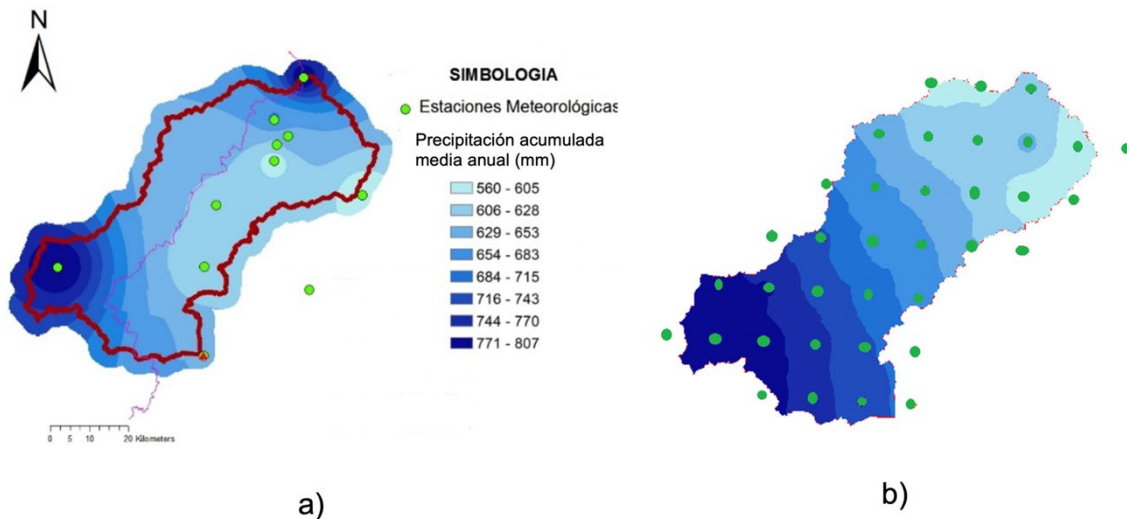 N
SIMBOLOGIA
Estaciones Meteorológicas
Precipitación acumulada
media anual (mm)
560 - 605
606 - 628
629 - 653
654 - 683
684 - 715
716 - 743
744 - 770
771 - 807
0 5 10 20 Kilometers
a)
b)